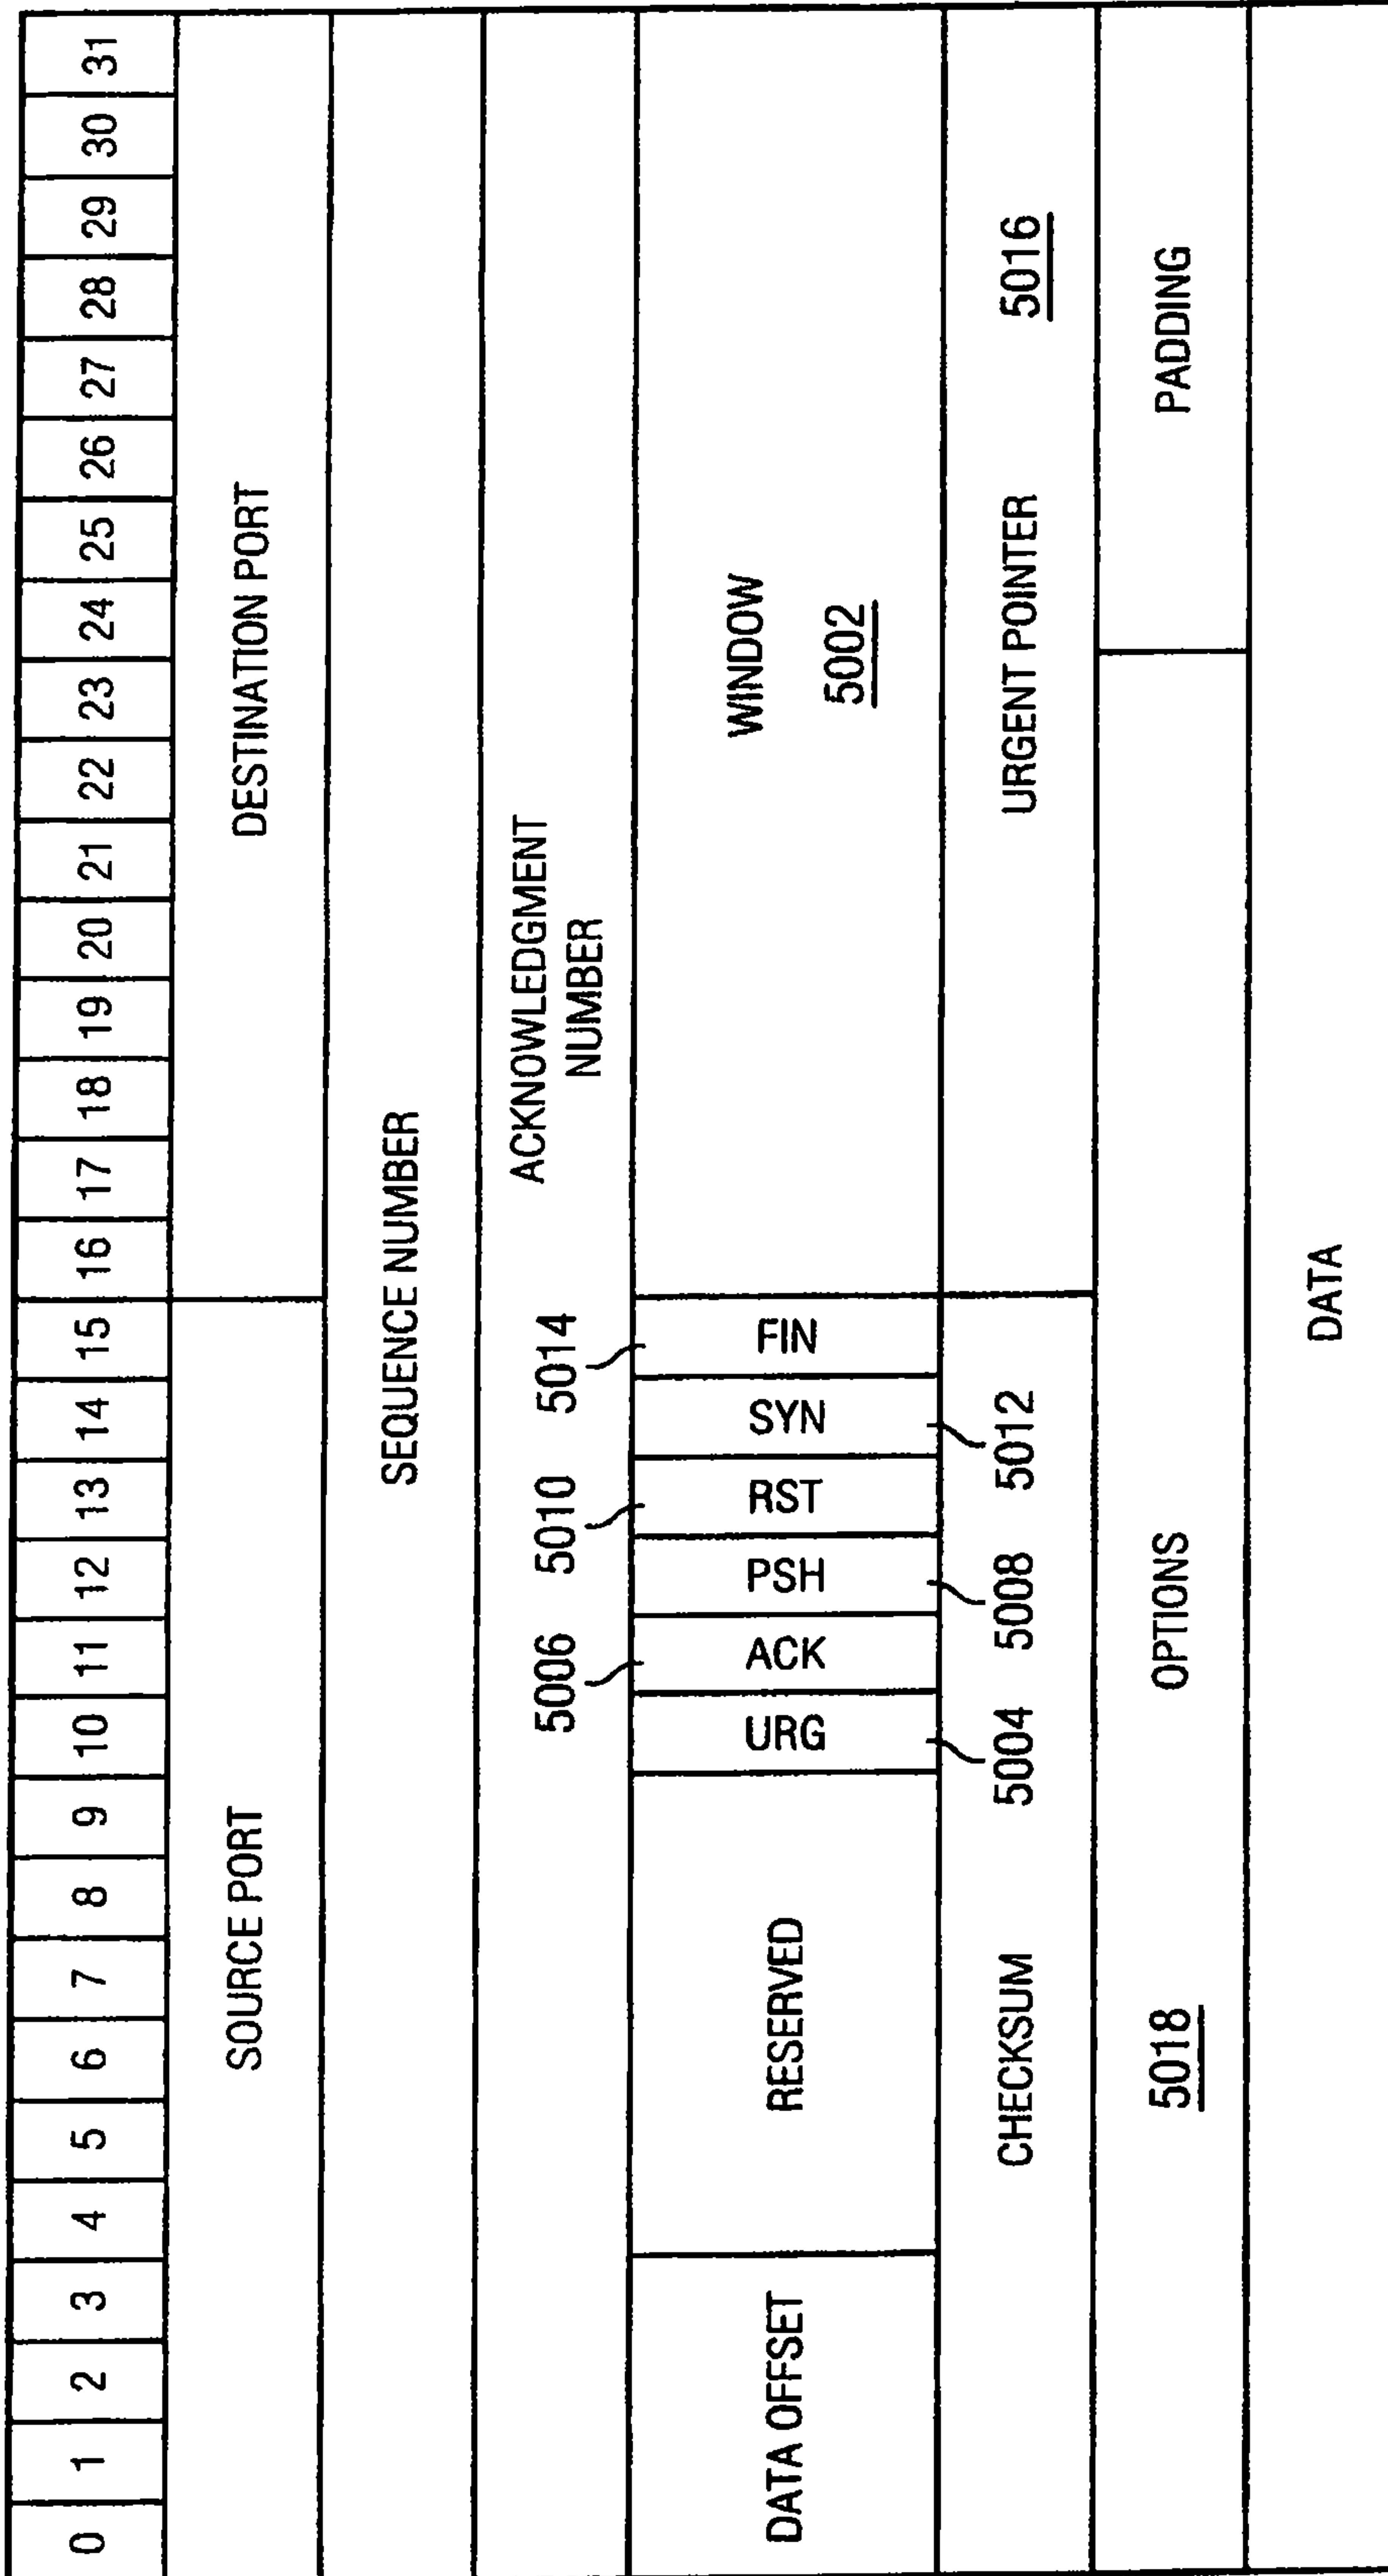 0 1 2 3 4 5 6 7 8 9 10 11 12 13 14 15 16 17 18 19 20 21 22 23 24 25 26 27 28 29 30 31
SOURCE PORT DESTINATION PORT
SEQUENCE NUMBER
ACKNOWLEDGMENT
NUMBER
5006 5010 5014
DATA OFFSET RESERVED URG ACK PSH RST SYN FIN WINDOW
5002
5004 5008 5012
CHECKSUM URGENT POINTER 5016
5018 OPTIONS PADDING
DATA